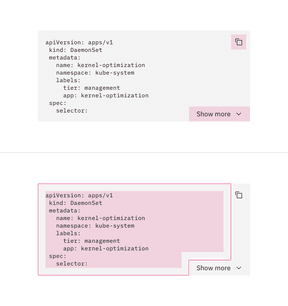 apiVersion: apps/v1
kind: DaemonSet
metadata:
name: kernel-optimization
namespace: kube-system
labels:
tier: management
app: kernel-optimization
spec:
selector:
Show more
apiVersion: apps/v1
kind: DaemonSet
metadata:
name: kernel-optimization
namespace: kube-system
labels:
tier: management
app: kernel-optimization
spec:
selector:
Show more